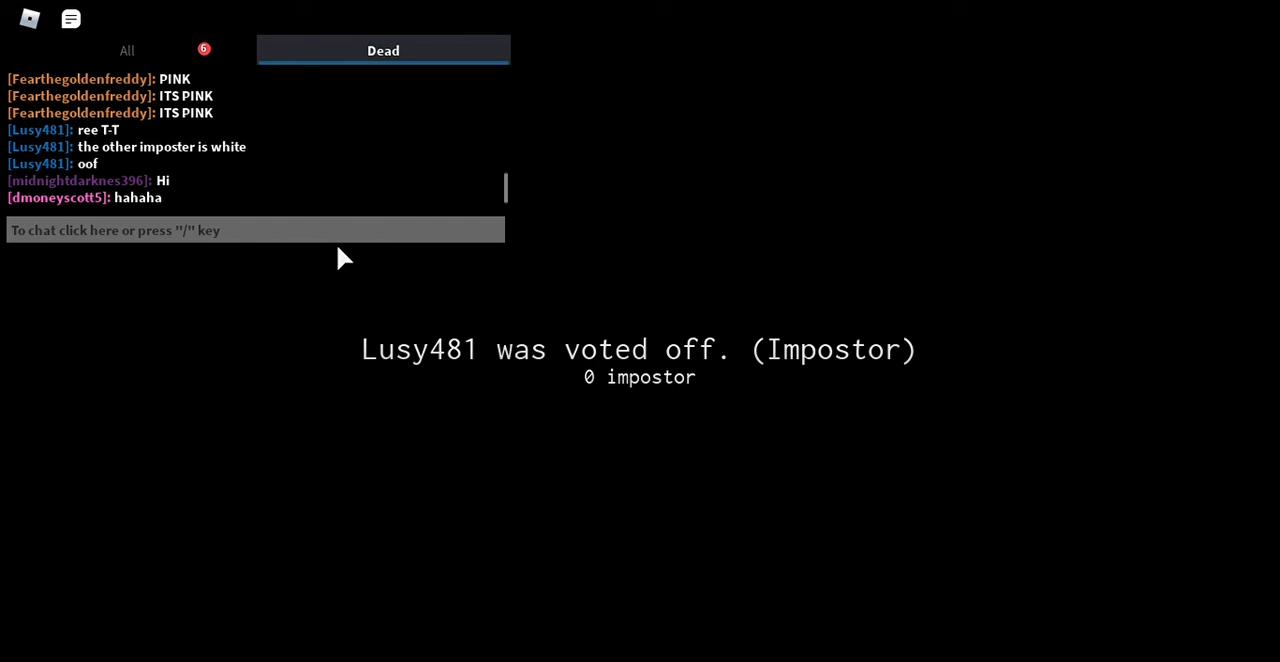 All 6 Dead
[Fearthegoldenfreddy]: PINK
[Fearthegoldenfreddy]: ITS PINK
[Fearthegoldenfreddy]: ITS PINK
[Lusy481]: ree T-T
[Lusy481]: the other imposter is white
[Lusy481]: oof
[midnightdarknes396]: Hi
[dmoneyscott5]: hahaha
To chat click here or press "/" key
Lusy481 was voted off. (Impostor)
0 impostor